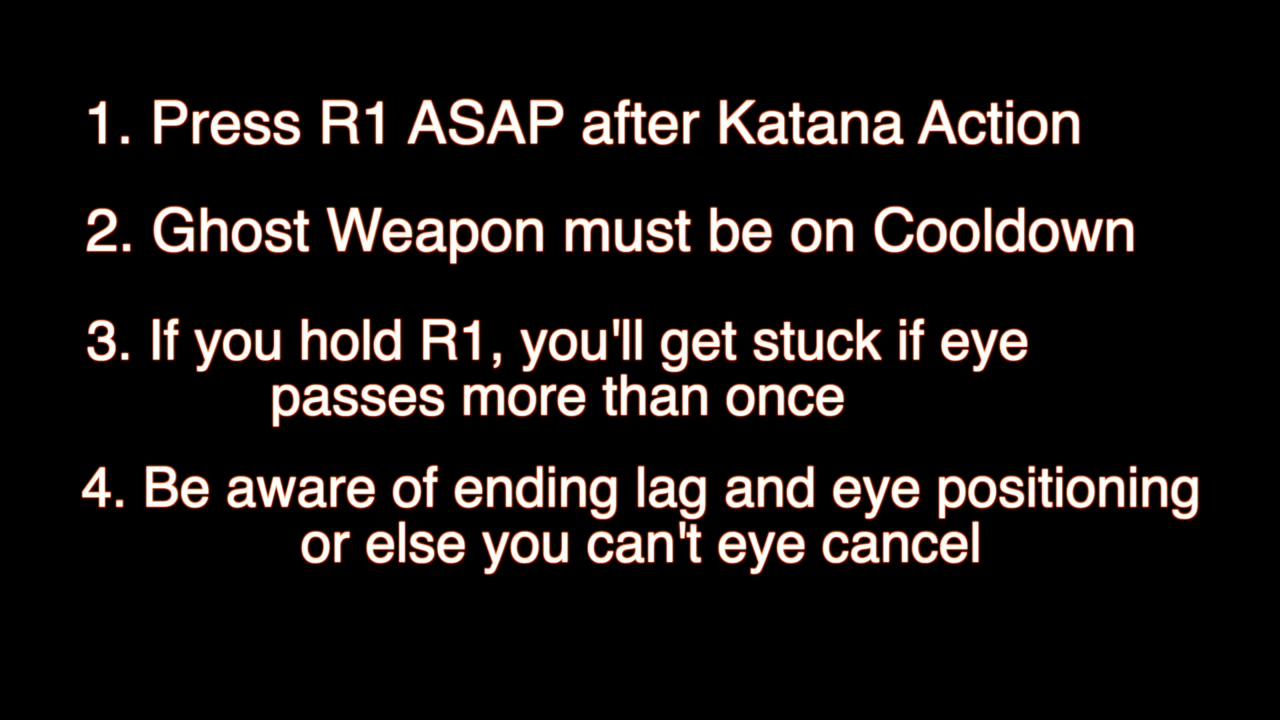 1. Press R1 ASAP after Katana Action
2. Ghost Weapon must be on Cooldown
3. If you hold R1, you'll get stuck if eye
passes more than once
4. Be aware of ending lag and eye positioning
or else you can't eye cancel